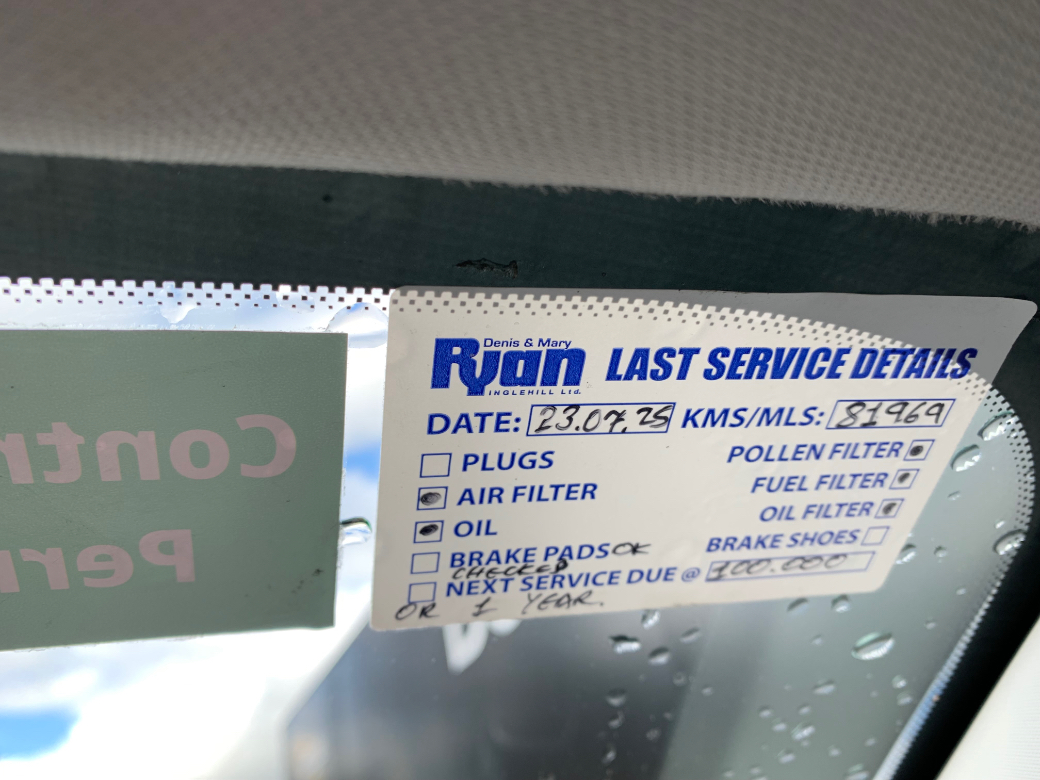 Contr
Peri
Denis & Mary
Ryan
INGLEHILL Ltd.
LAST SERVICE DETAILS
DATE: 23.07.25 KMS/MLS: 81969
PLUGS
POLLEN FILTER
AIR FILTER
FUEL FILTER
OIL
OIL FILTER
BRAKE PADS OK
BRAKE SHOES
CHECKED
NEXT SERVICE DUE @ 100.000
OR 1 YEAR.